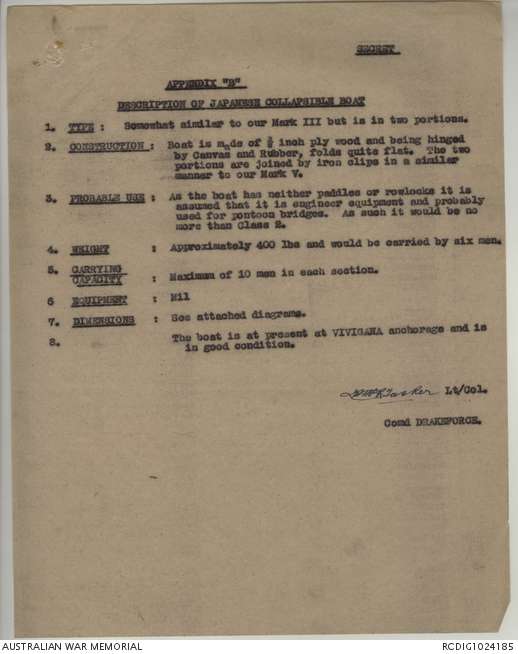 SECRET
APPENDIX "B"
DESCRIPTION OF JAPANESE COLLAPSIBLE BOAT
1. TYPE : Somewhat similar to our Mark III but is in two portions.
2. CONSTRUCTION : Boat is made of inch ply wood and being hinged
by Canvas and Rubber, folds quite flat. The two
portions are joined by iron clips in a similar
manner to our Mark V.
3. PROBABLE USE : As the boat has neither paddles or rowlocks it is
assumed that it is engineer equipment and probably
used for pontoon bridges. As such it would be no
more than Class 2.
4. WEIGHT : Approximately 400 lbs and would be carried by six men.
5. CARRYING
CAPACITY : Maximum of 10 men in each section.
6 EQUIPMENT : Nil
7. DIMENSIONS : See attached diagrams.
8. The boat is at present at VIVIGANA anchorage and is
in good condition.
Lt/Col.
Comd DRAKEFORCE.
AUSTRALIAN WAR MEMORIAL
RCDIG1024185